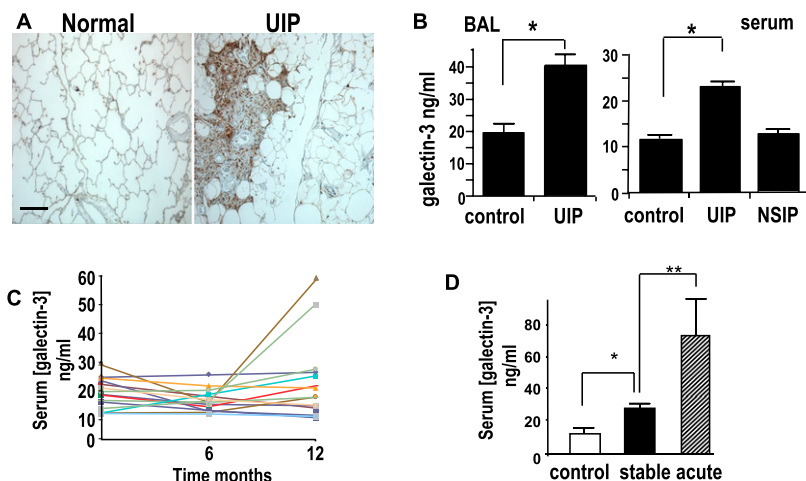 A
Normal
UIP
B
BAL
serum
*
*
galectin-3 ng/ml
40
30
20
10
0
30
20
10
0
control
UIP
control
UIP
NSIP
C
Serum [galectin-3]
ng/ml
60
50
40
30
20
10
0
6
12
Time months
D
Serum [galectin-3]
ng/ml
80
60
40
20
0
*
**
control
stable
acute